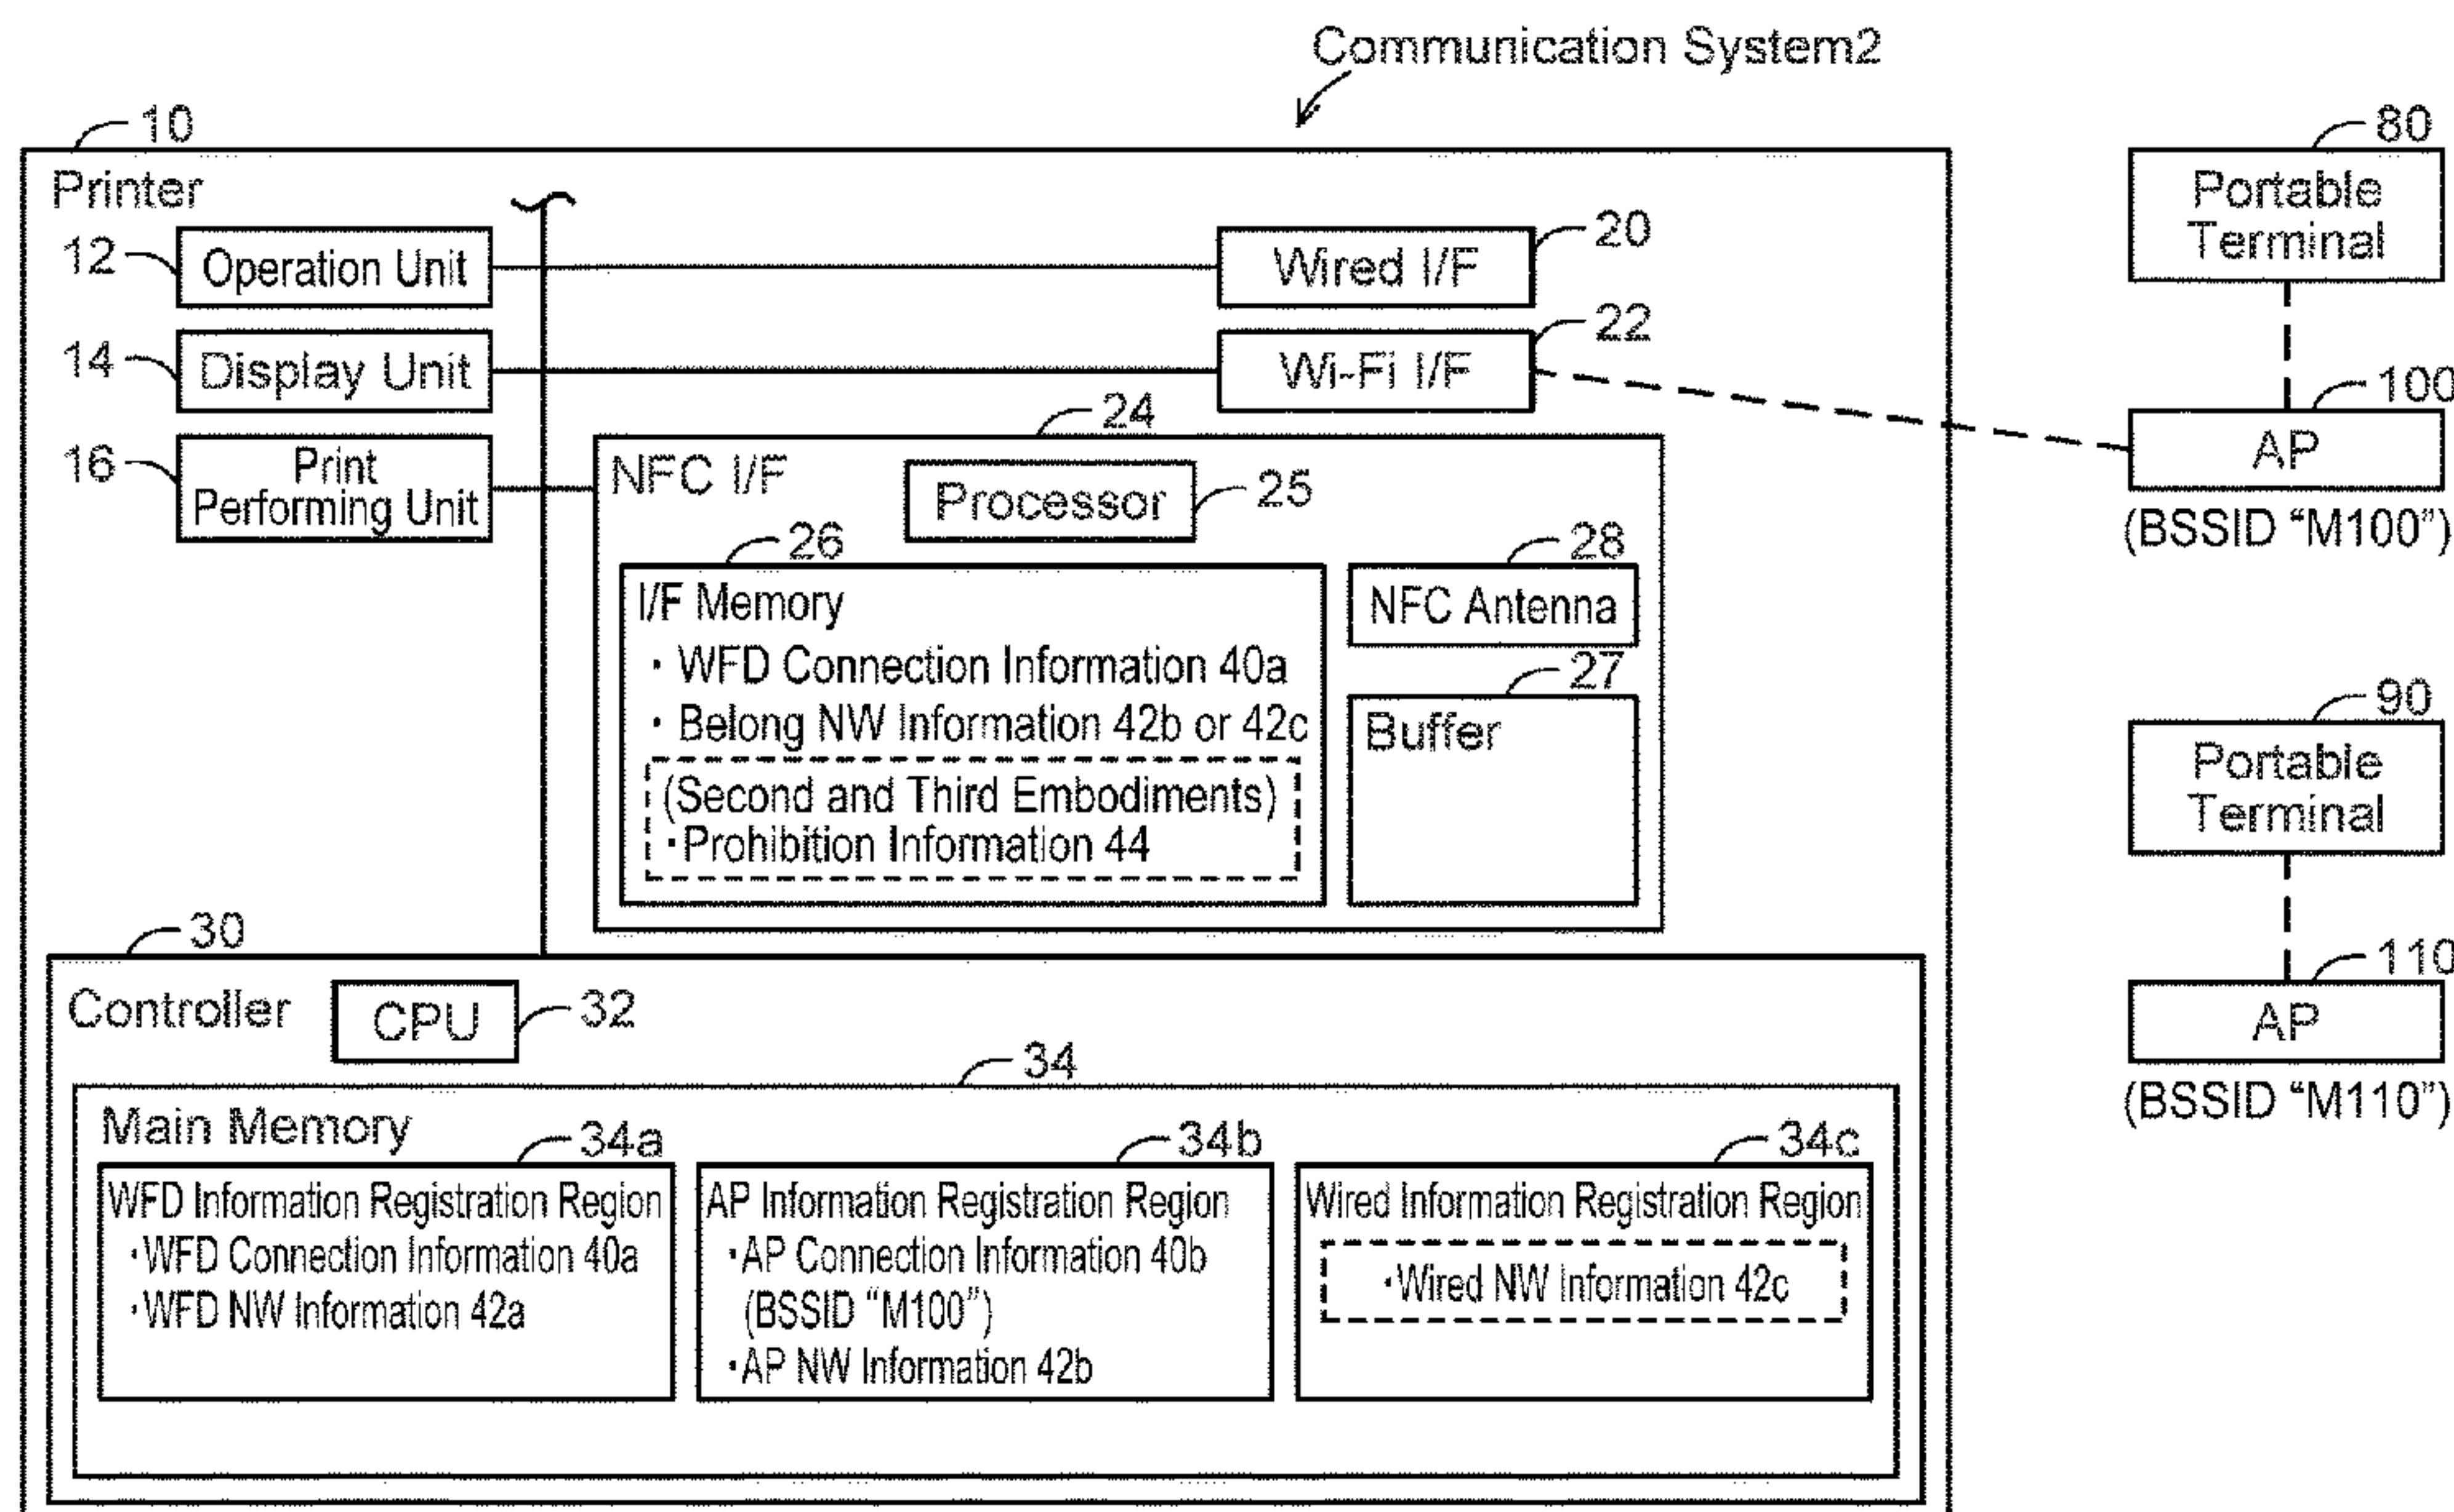 Communication System2
10
Printer
12
Operation Unit
14
Display Unit
16
Print
Performing Unit
20
Wired I/F
22
Wi-Fi I/F
24
NFC I/F
Processor
25
26
I/F Memory
· WFD Connection Information 40a
· Belong NW Information 42b or 42c
(Second and Third Embodiments)
·Prohibition Information 44
28
NFC Antenna
27
Buffer
30
Controller
CPU
32
34
Main Memory
34a
WFD Information Registration Region
·WFD Connection Information 40a
·WFD NW Information 42a
34b
AP Information Registration Region
·AP Connection Information 40b
(BSSID “M100”)
·AP NW Information 42b
34c
Wired Information Registration Region
·Wired NW Information 42c
80
Portable
Terminal
100
AP
(BSSID “M100”)
90
Portable
Terminal
110
AP
(BSSID “M110”)